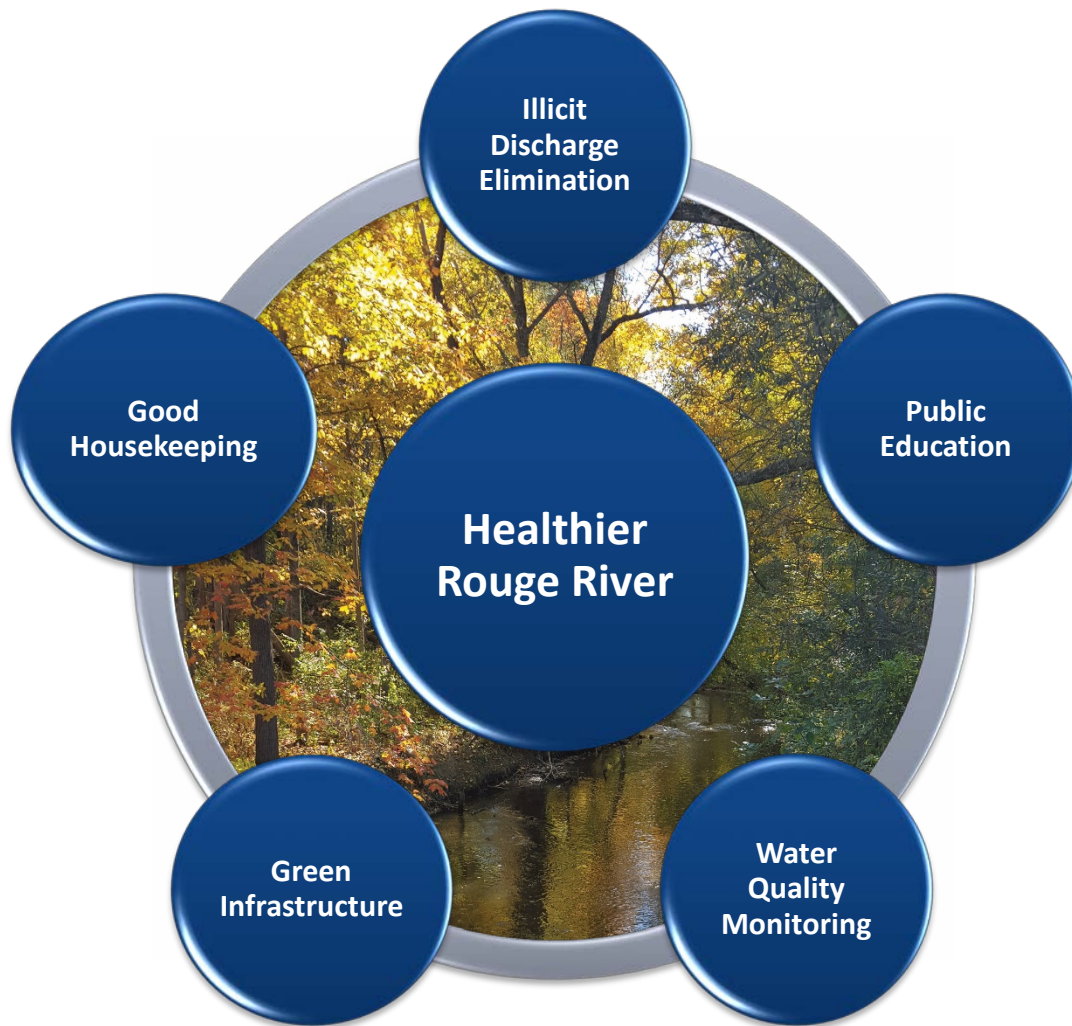 Illicit
Discharge
Elimination
Good
Housekeeping
Public
Education
Healthier
Rouge River
Green
Infrastructure
Water
Quality
Monitoring